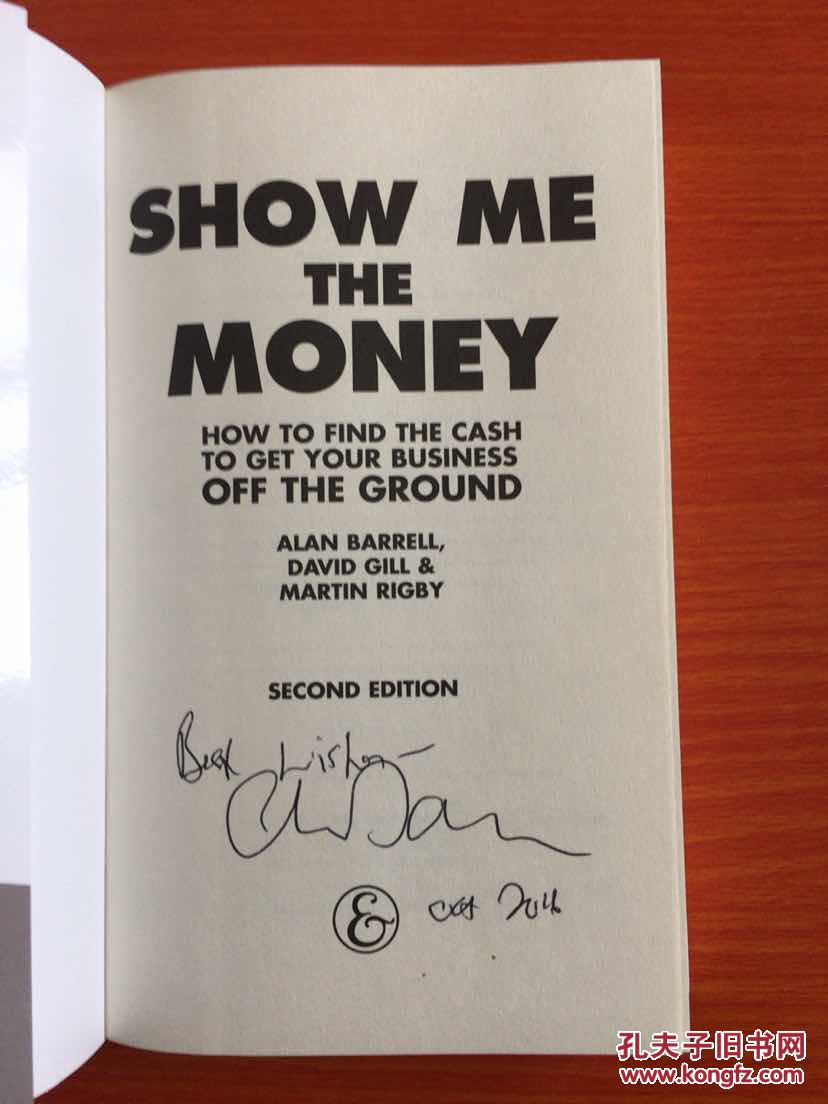 SHOW ME
THE
MONEY
HOW TO FIND THE CASH
TO GET YOUR BUSINESS
OFF THE GROUND
ALAN BARRELL,
DAVID GILL &
MARTIN RIGBY
SECOND EDITION
Best Wishes
&
Oct
孔夫子旧书网
www.kongfz.com